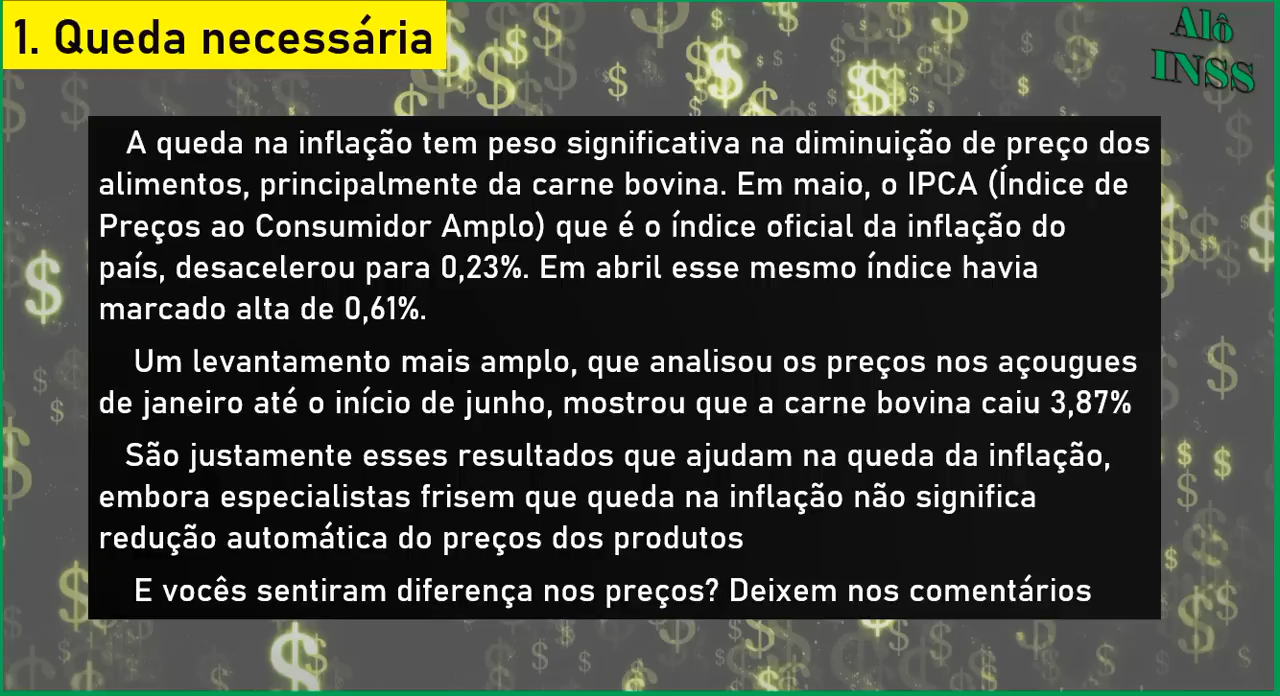 1. Queda necessária
Alô
INSS
A queda na inflação tem peso significativa na diminuição de preço dos
alimentos, principalmente da carne bovina. Em maio, o IPCA (Índice de
Preços ao Consumidor Amplo) que é o índice oficial da inflação do
país, desacelerou para 0,23%. Em abril esse mesmo índice havia
marcado alta de 0,61%.
Um levantamento mais amplo, que analisou os preços nos açougues
de janeiro até o início de junho, mostrou que a carne bovina caiu 3,87%
São justamente esses resultados que ajudam na queda da inflação,
embora especialistas frisem que queda na inflação não significa
redução automática do preços dos produtos
E vocês sentiram diferença nos preços? Deixem nos comentários